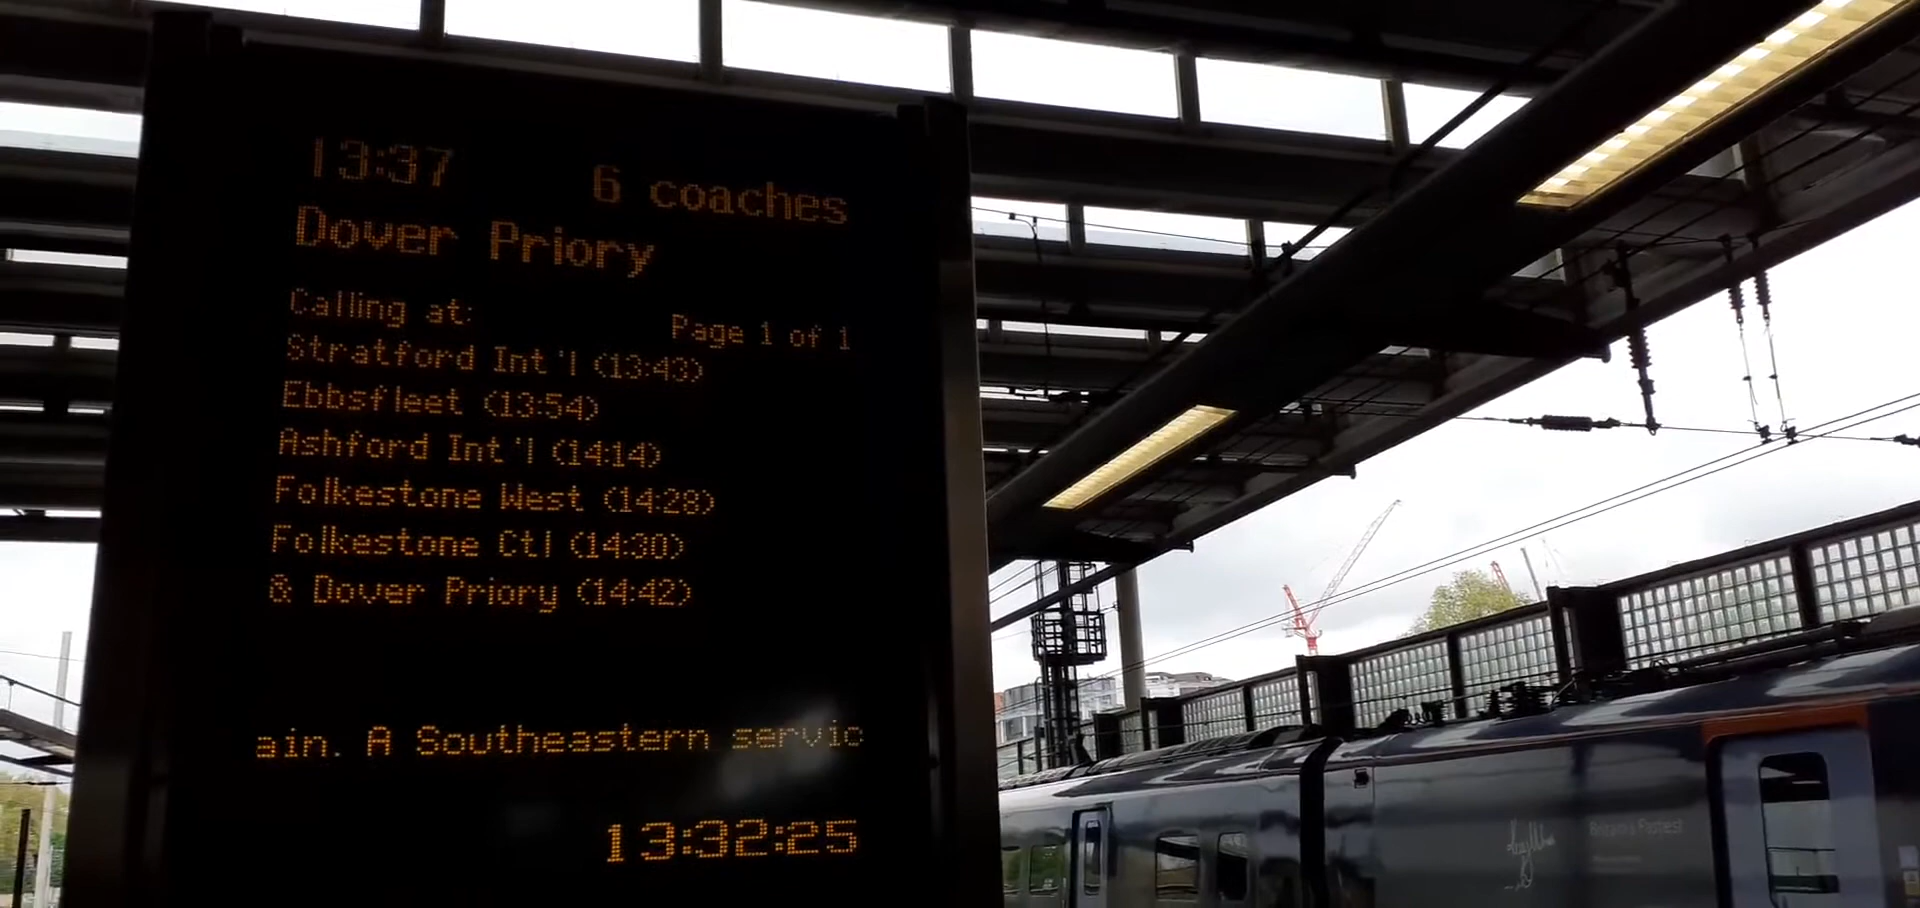 13:37 6 coaches
Dover Priory
Calling at: Page 1 of 1
Stratford Int'l (13:43)
Ebbsfleet (13:54)
Ashford Int'l (14:14)
Folkestone West (14:28)
Folkestone Ctl (14:30)
& Dover Priory (14:42)
ain. A Southeastern servic
13:32:25
Britain's Fastest